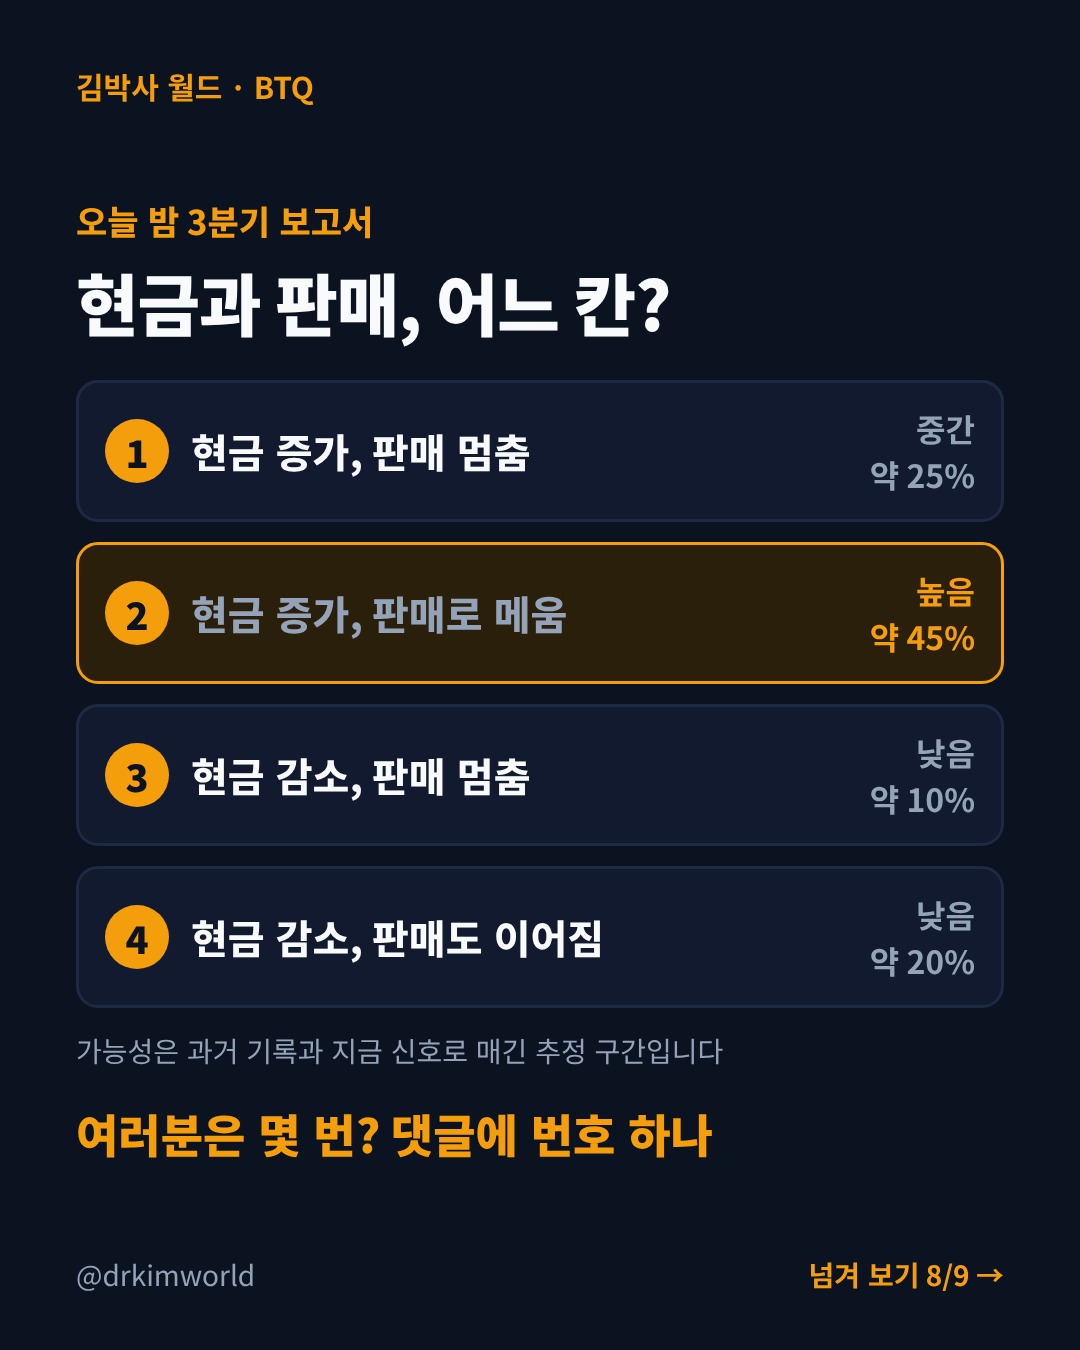 김박사 월드 · BTQ
오늘 밤 3분기 보고서
현금과 판매, 어느 칸?
1 현금 증가, 판매 멈춤
중간
약 25%
2 현금 증가, 판매로 메움
높음
약 45%
3 현금 감소, 판매 멈춤
낮음
약 10%
4 현금 감소, 판매도 이어짐
낮음
약 20%
가능성은 과거 기록과 지금 신호로 매긴 추정 구간입니다
여러분은 몇 번? 댓글에 번호 하나
@drkimworld
넘겨 보기 8/9 →